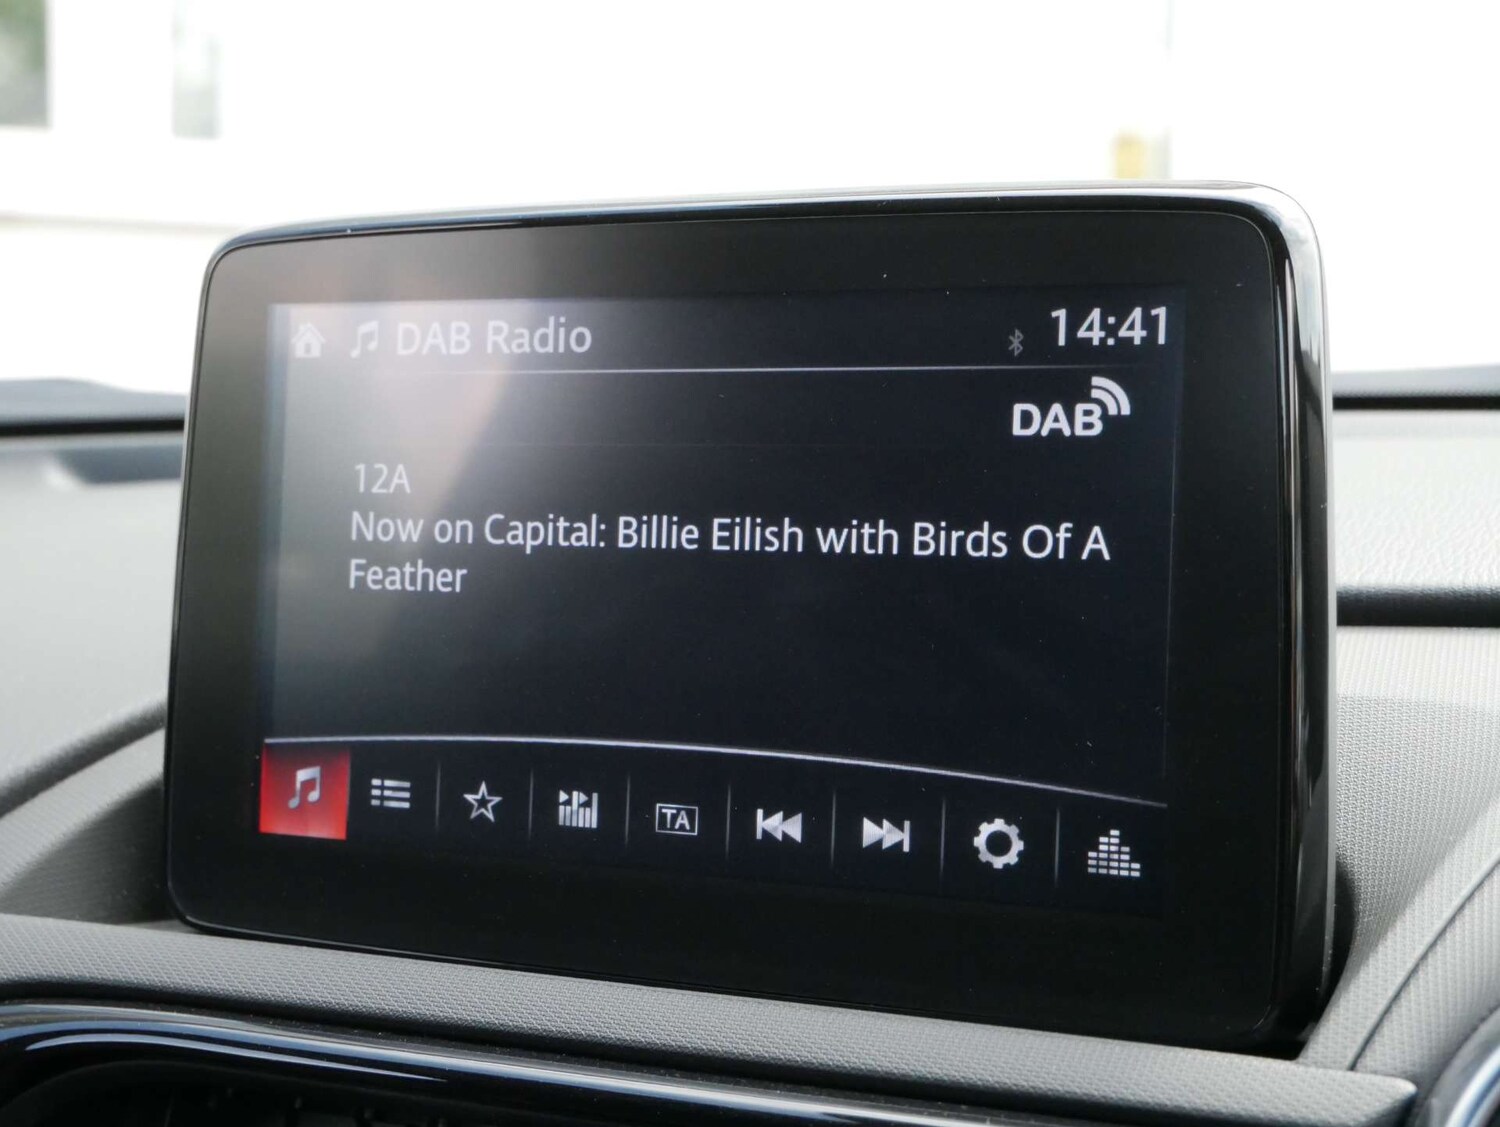 DAB Radio
14:41
DAB
12A
Now on Capital: Billie Eilish with Birds Of A
Feather
TA